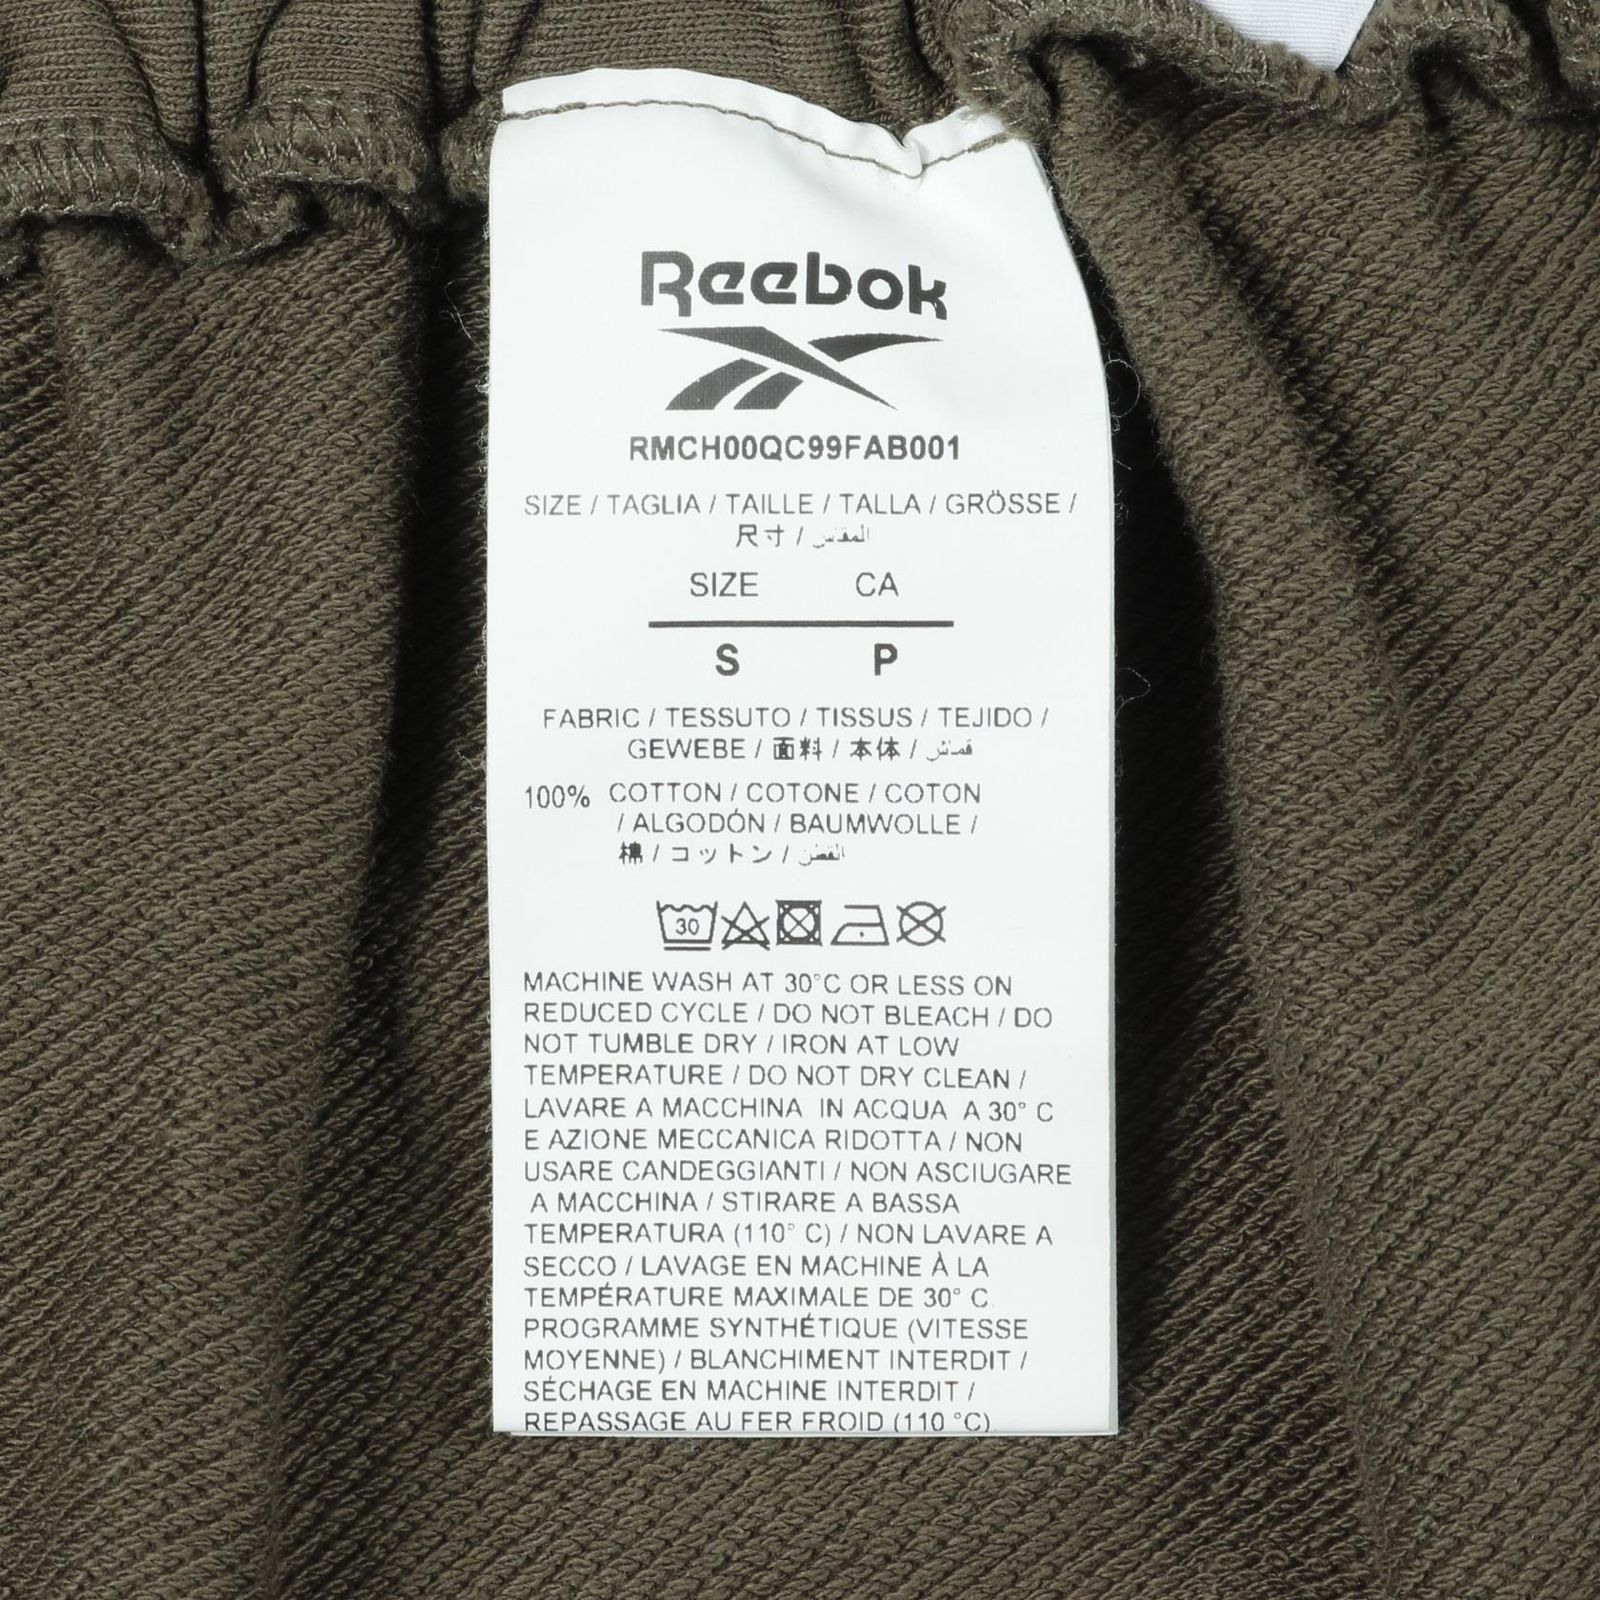 Reebok
RMCH00QC99FAB001
SIZE / TAGLIA / TAILLE / TALLA / GRÖSSE /
尺寸 / المقاس
SIZE CA
S P
FABRIC / TESSUTO / TISSUS / TEJIDO /
GEWEBE / 面料 / 本体 / قماش
100% COTTON / COTONE / COTON
/ ALGODÓN / BAUMWOLLE /
棉 / コットン / القطن
30
MACHINE WASH AT 30°C OR LESS ON
REDUCED CYCLE / DO NOT BLEACH / DO
NOT TUMBLE DRY / IRON AT LOW
TEMPERATURE / DO NOT DRY CLEAN /
LAVARE A MACCHINA IN ACQUA A 30° C
E AZIONE MECCANICA RIDOTTA / NON
USARE CANDEGGIANTI / NON ASCIUGARE
A MACCHINA / STIRARE A BASSA
TEMPERATURA (110° C) / NON LAVARE A
SECCO / LAVAGE EN MACHINE À LA
TEMPÉRATURE MAXIMALE DE 30° C.
PROGRAMME SYNTHÉTIQUE (VITESSE
MOYENNE) / BLANCHIMENT INTERDIT /
SÉCHAGE EN MACHINE INTERDIT /
REPASSAGE AU FER FROID (110 °C).